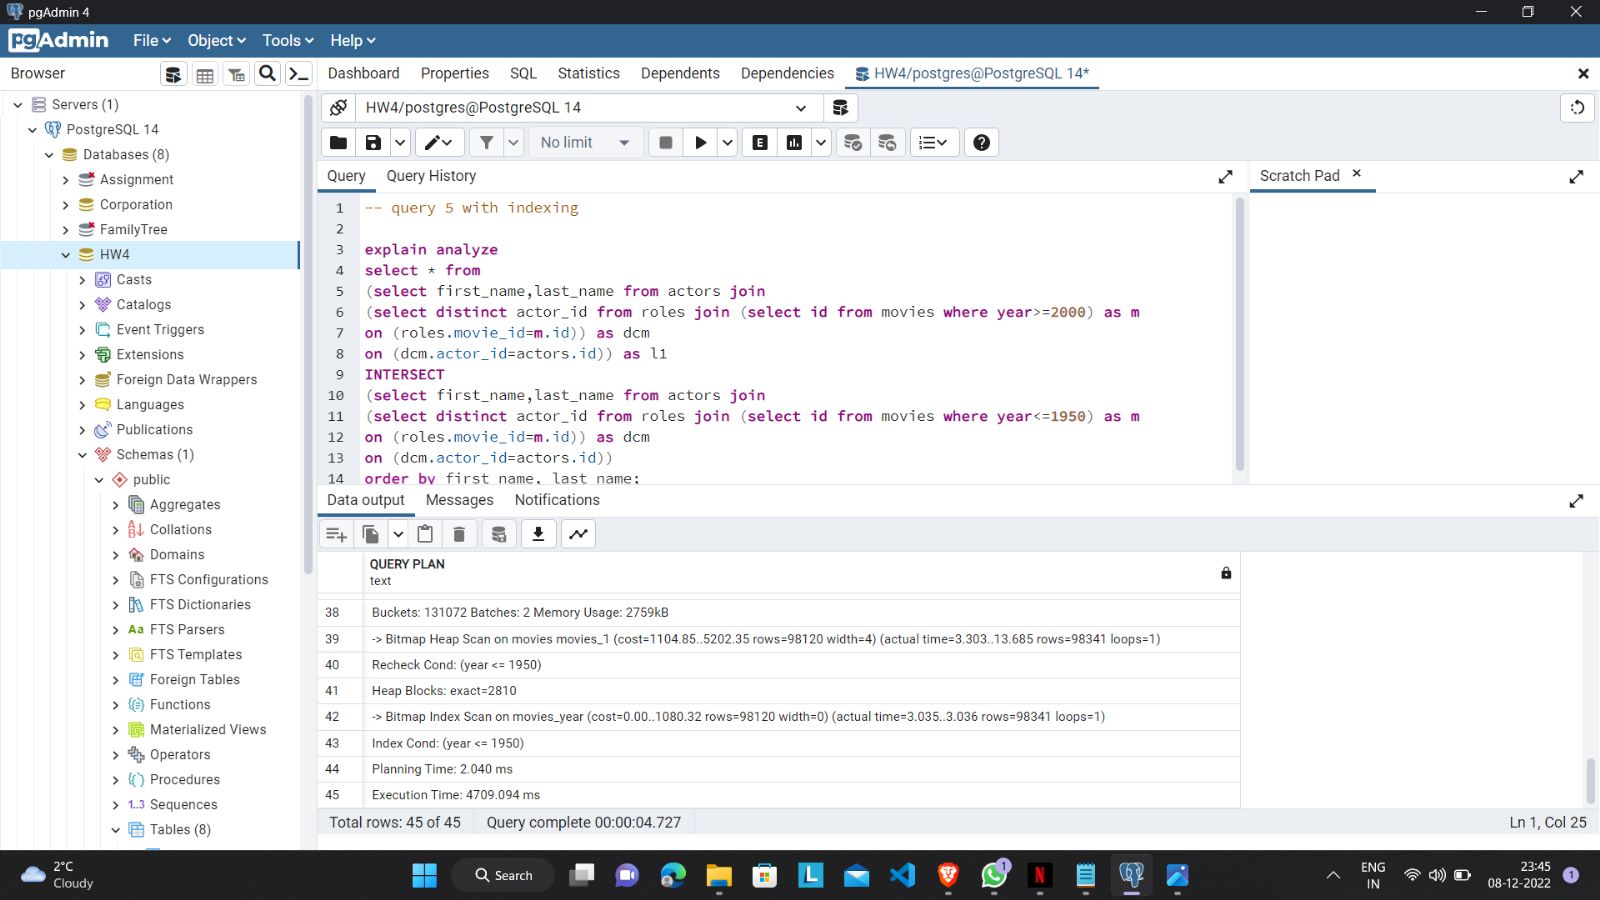 pgAdmin 4
pgAdmin File Object Tools Help
Browser
Dashboard Properties SQL Statistics Dependents Dependencies HW4/postgres@PostgreSQL 14*
Servers (1)
PostgreSQL 14
Databases (8)
Assignment
Corporation
FamilyTree
HW4
Casts
Catalogs
Event Triggers
Extensions
Foreign Data Wrappers
Languages
Publications
Schemas (1)
public
Aggregates
Collations
Domains
FTS Configurations
FTS Dictionaries
Aa FTS Parsers
FTS Templates
Foreign Tables
Functions
Materialized Views
Operators
Procedures
1..3 Sequences
Tables (8)
HW4/postgres@PostgreSQL 14
No limit
E
Query Query History
Scratch Pad
1 -- query 5 with indexing
2
3 explain analyze
4 select * from
5 (select first_name,last_name from actors join
6 (select distinct actor_id from roles join (select id from movies where year>=2000) as m
7 on (roles.movie_id=m.id)) as dcm
8 on (dcm.actor_id=actors.id)) as l1
9 INTERSECT
10 (select first_name,last_name from actors join
11 (select distinct actor_id from roles join (select id from movies where year<=1950) as m
12 on (roles.movie_id=m.id)) as dcm
13 on (dcm.actor_id=actors.id))
14 order by first_name, last_name;
Data output Messages Notifications
QUERY PLAN
text
38 Buckets: 131072 Batches: 2 Memory Usage: 2759kB
39 -> Bitmap Heap Scan on movies movies_1 (cost=1104.85..5202.35 rows=98120 width=4) (actual time=3.303..13.685 rows=98341 loops=1)
40 Recheck Cond: (year <= 1950)
41 Heap Blocks: exact=2810
42 -> Bitmap Index Scan on movies_year (cost=0.00..1080.32 rows=98120 width=0) (actual time=3.035..3.036 rows=98341 loops=1)
43 Index Cond: (year <= 1950)
44 Planning Time: 2.040 ms
45 Execution Time: 4709.094 ms
Total rows: 45 of 45 Query complete 00:00:04.727 Ln 1, Col 25
2°C
Cloudy
Search
L
1
N
ENG
IN
23:45
08-12-2022
1